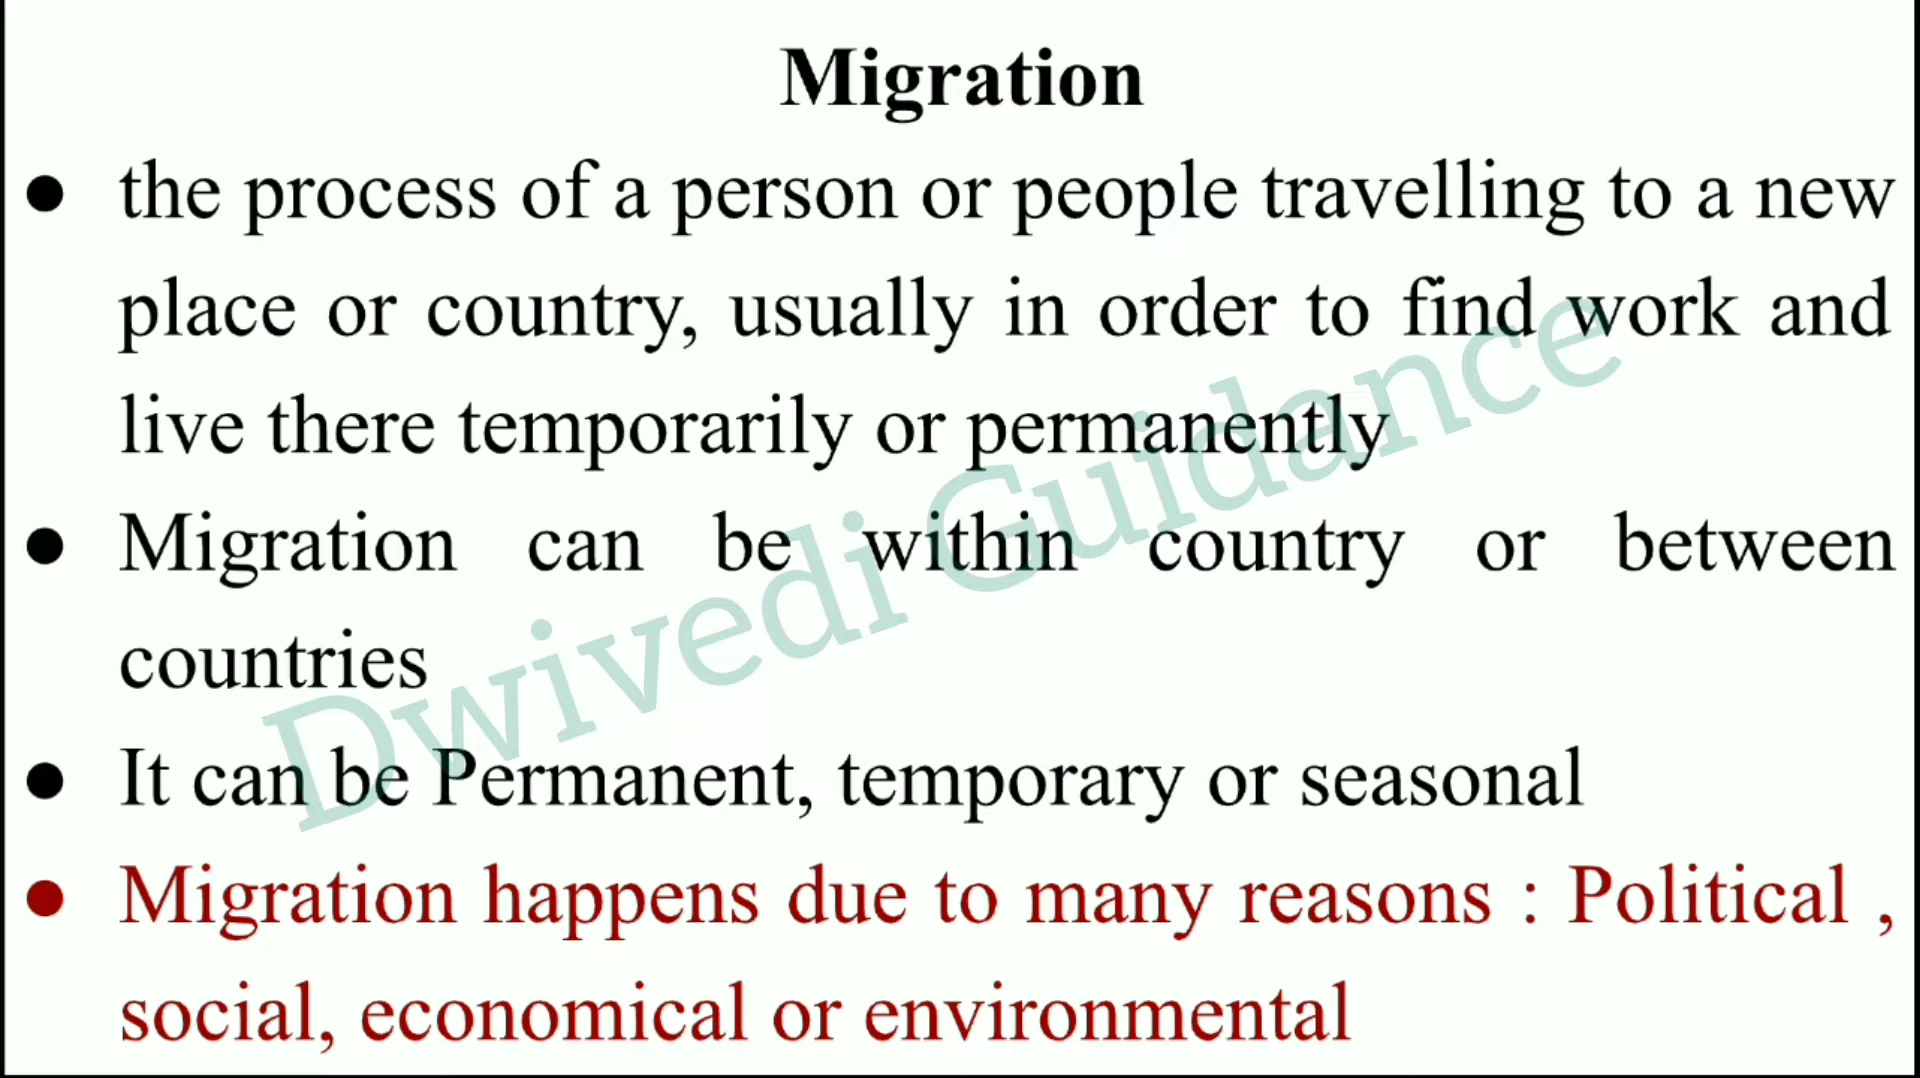 Migration
● the process of a person or people travelling to a new
place or country, usually in order to find work and
live there temporarily or permanently
● Migration can be within country or between
countries
● It can be Permanent, temporary or seasonal
● Migration happens due to many reasons : Political ,
social, economical or environmental
Dwivedi Guidance